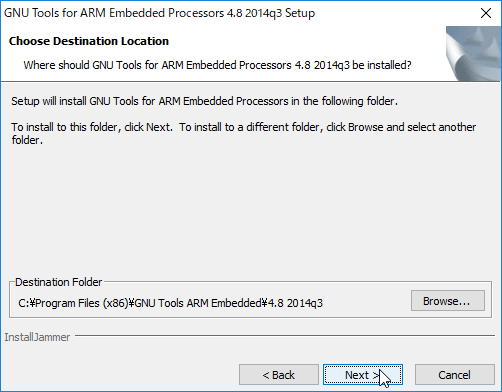 GNU Tools for ARM Embedded Processors 4.8 2014q3 Setup
Choose Destination Location
Where should GNU Tools for ARM Embedded Processors 4.8 2014q3 be installed?
Setup will install GNU Tools for ARM Embedded Processors in the following folder.
To install to this folder, click Next.  To install to a different folder, click Browse and select another
folder.
Destination Folder
C:¥Program Files (x86)¥GNU Tools ARM Embedded¥4.8 2014q3
Browse...
InstallJammer
< Back
Next >
Cancel